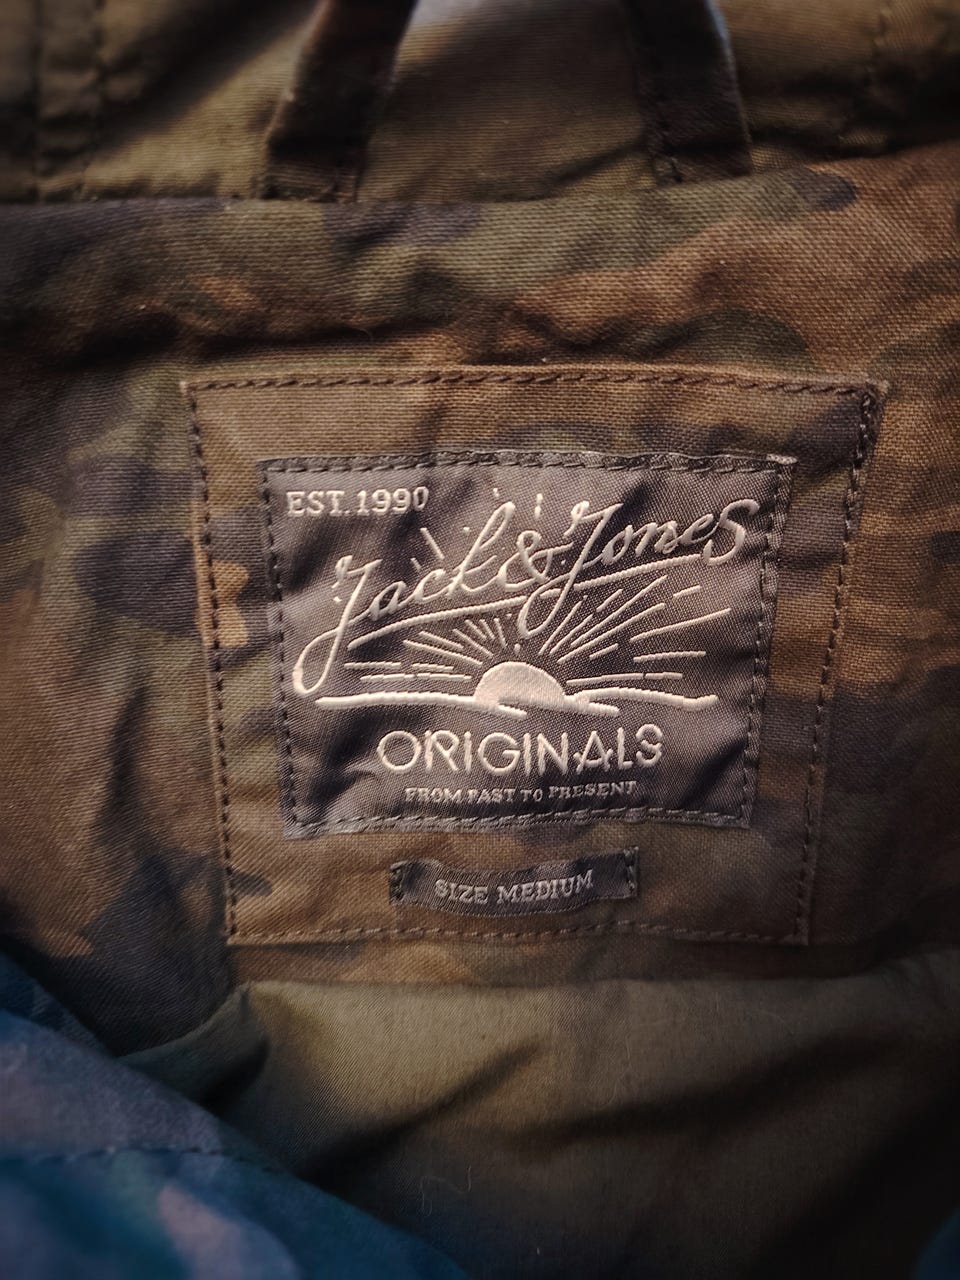 EST. 1990
Jack & Jones
ORIGINALS
FROM PAST TO PRESENT
SIZE MEDIUM